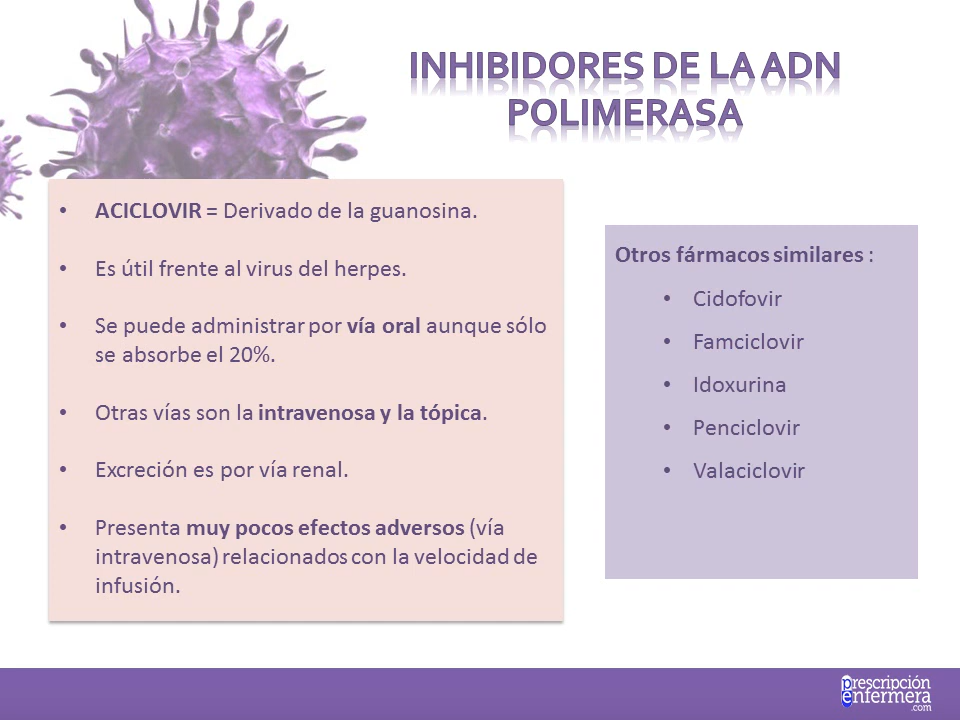 INHIBIDORES DE LA ADN
POLIMERASA
• ACICLOVIR = Derivado de la guanosina.
• Es útil frente al virus del herpes.
• Se puede administrar por vía oral aunque sólo
se absorbe el 20%.
• Otras vías son la intravenosa y la tópica.
• Excreción es por vía renal.
• Presenta muy pocos efectos adversos (vía
intravenosa) relacionados con la velocidad de
infusión.
Otros fármacos similares :
• Cidofovir
• Famciclovir
• Idoxurina
• Penciclovir
• Valaciclovir
prescripción
enfermera
.com